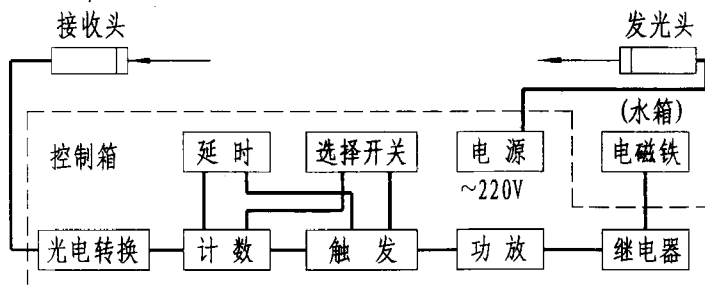 接收头
发光头
(水箱)
控制箱
延时
选择开关
电源
电磁铁
~220V
光电转换
计数
触发
功放
继电器